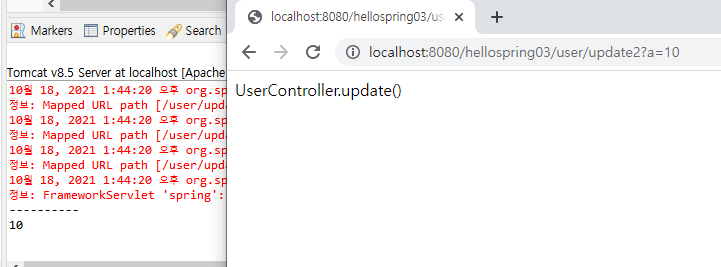 Markers Properties Search
Tomcat v8.5 Server at localhost [Apache
10월 18, 2021 1:44:20 오후 org.sp
정보: Mapped URL path [/user/upda
10월 18, 2021 1:44:20 오후 org.sp
정보: Mapped URL path [/user/upda
10월 18, 2021 1:44:20 오후 org.sp
정보: Mapped URL path [/user/upda
10월 18, 2021 1:44:20 오후 org.sp
정보: FrameworkServlet 'spring':
----------
10
localhost:8080/hellospring03/us
localhost:8080/hellospring03/user/update2?a=10
UserController.update()